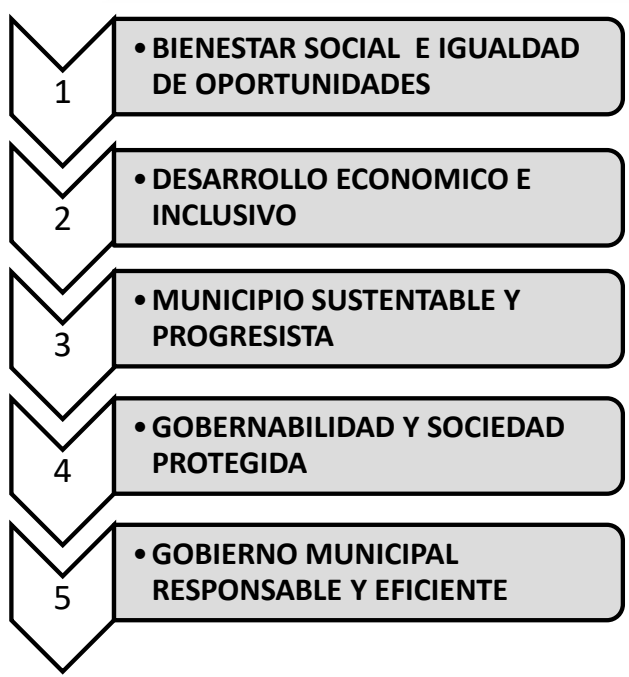 1
• BIENESTAR SOCIAL E IGUALDAD
DE OPORTUNIDADES
2
• DESARROLLO ECONOMICO E
INCLUSIVO
3
• MUNICIPIO SUSTENTABLE Y
PROGRESISTA
4
• GOBERNABILIDAD Y SOCIEDAD
PROTEGIDA
5
• GOBIERNO MUNICIPAL
RESPONSABLE Y EFICIENTE